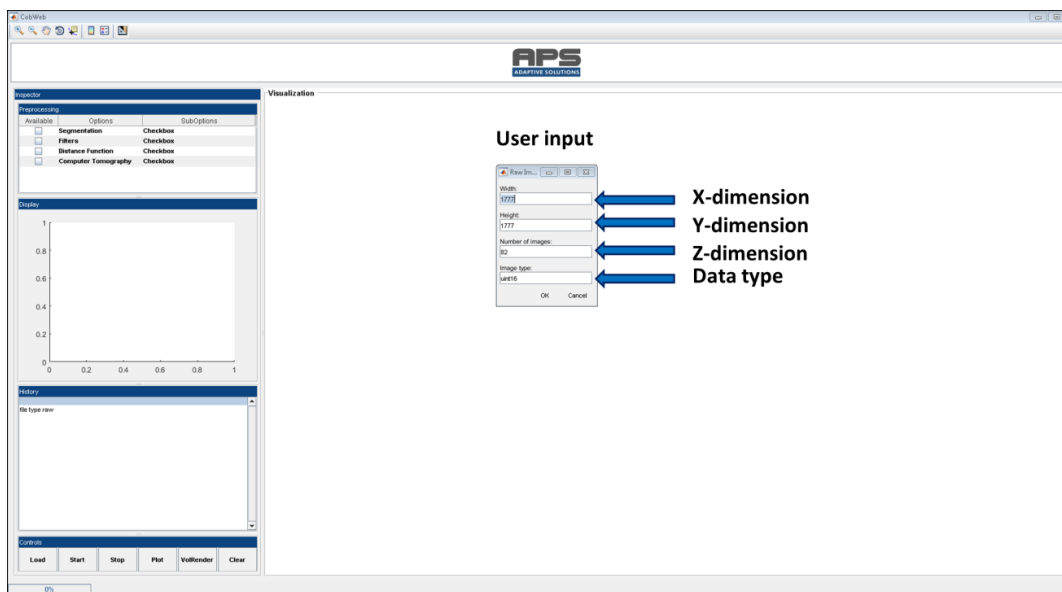 CobWeb
APS
ADAPTIVE SOLUTIONS
Inspector
Preprocessing
Available Options SubOptions
Segmentation Checkbox
Filters Checkbox
Distance Function Checkbox
Computer Tomography Checkbox
Display
1
0.8
0.6
0.4
0.2
0
0 0.2 0.4 0.6 0.8 1
History
file type raw
Controls
Load Start Stop Plot VolRender Clear
0%
Visualization
User input
Raw Im...
Width:
1777
X-dimension
Height:
1777
Y-dimension
Number of images:
82
Z-dimension
Image type:
uint16
Data type
OK Cancel